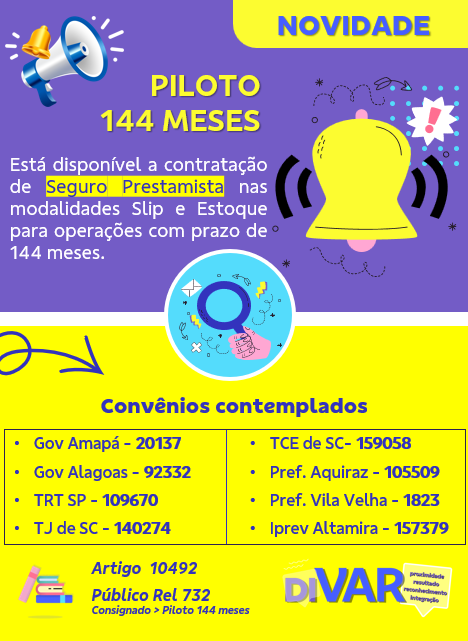 NOVIDADE
PILOTO
144 MESES
Está disponível a contratação
de Seguro Prestamista nas
modalidades Slip e Estoque
para operações com prazo de
144 meses.
Convênios contemplados
• Gov Amapá - 20137
• Gov Alagoas - 92332
• TRT SP - 109670
• TJ de SC - 140274
• TCE de SC- 159058
• Pref. Aquiraz - 105509
• Pref. Vila Velha - 1823
• Iprev Altamira - 157379
Artigo 10492
Público Rel 732
Consignado > Piloto 144 meses
DIVAR
proximidade
resultado
reconhecimento
integração